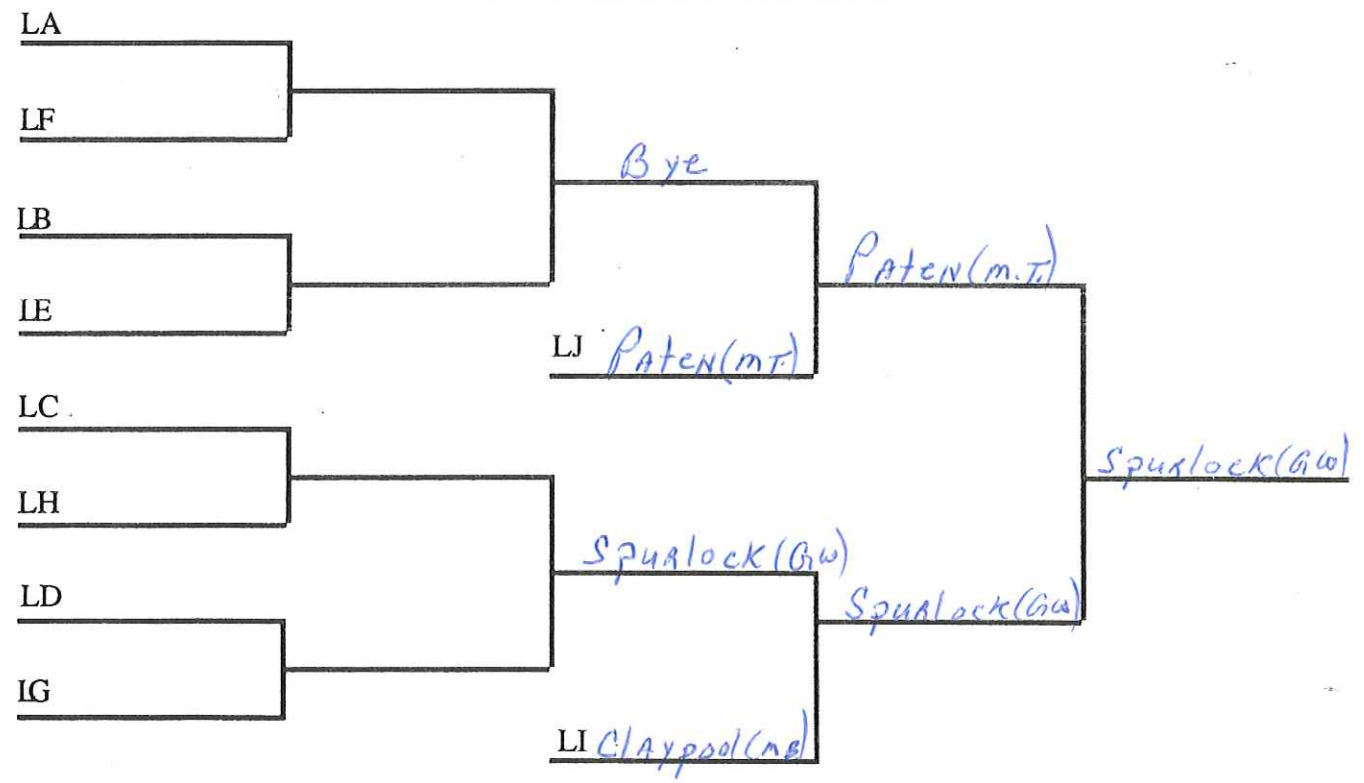 LA
LF
Bye
LB
PAteN(m.T.)
LE
LJ PAteN(mT.)
LC
Spurlock(GW)
LH
Spurlock(GW)
LD
Spurlock(GW)
LG
LI Claypool(MB)